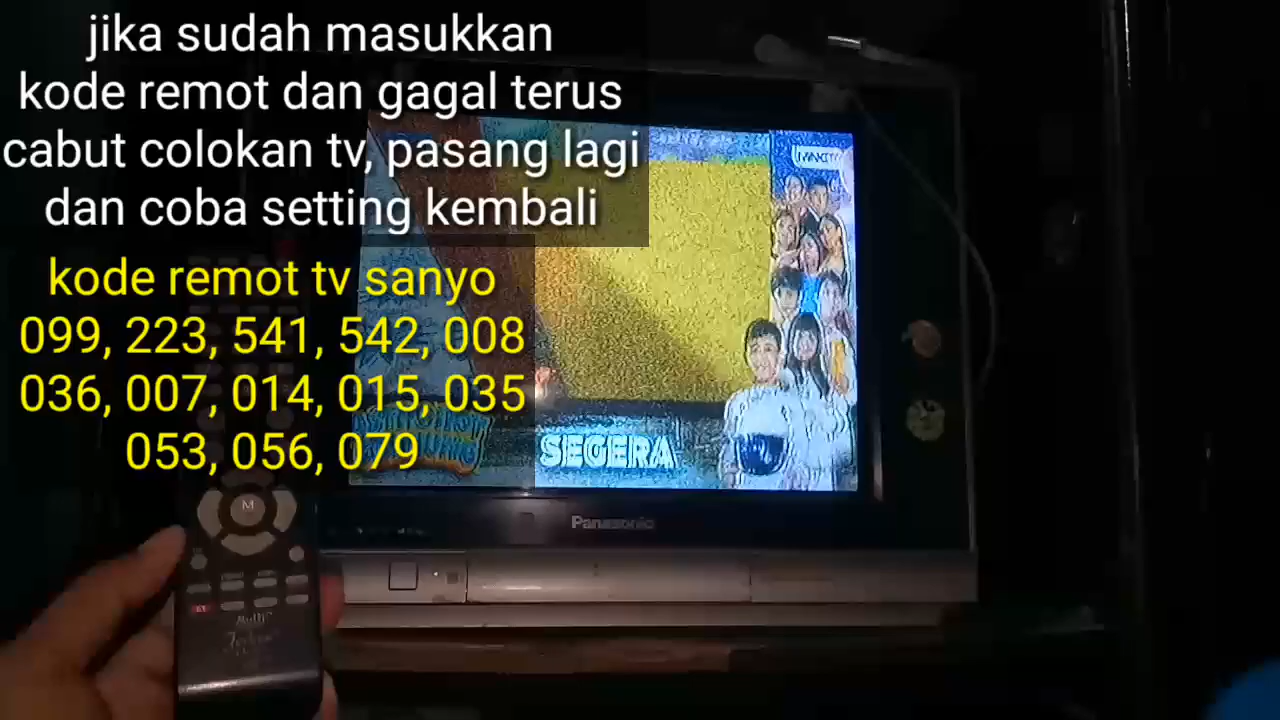 jika sudah masukkan
kode remot dan gagal terus
cabut colokan tv, pasang lagi
dan coba setting kembali
kode remot tv sanyo
099, 223, 541, 542, 008
036, 007, 014, 015, 035
053, 056, 079
SEGERA
Panasonic
M
Multi